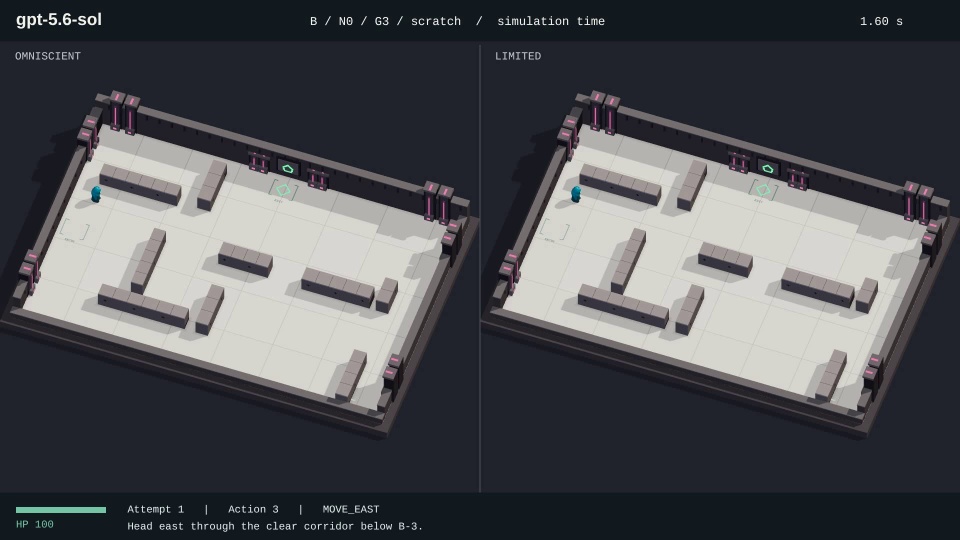 gpt-5.6-sol
B / N0 / G3 / scratch / simulation time
1.60 s
OMNISCIENT
LIMITED
HP 100
Attempt 1 | Action 3 | MOVE_EAST
Head east through the clear corridor below B-3.